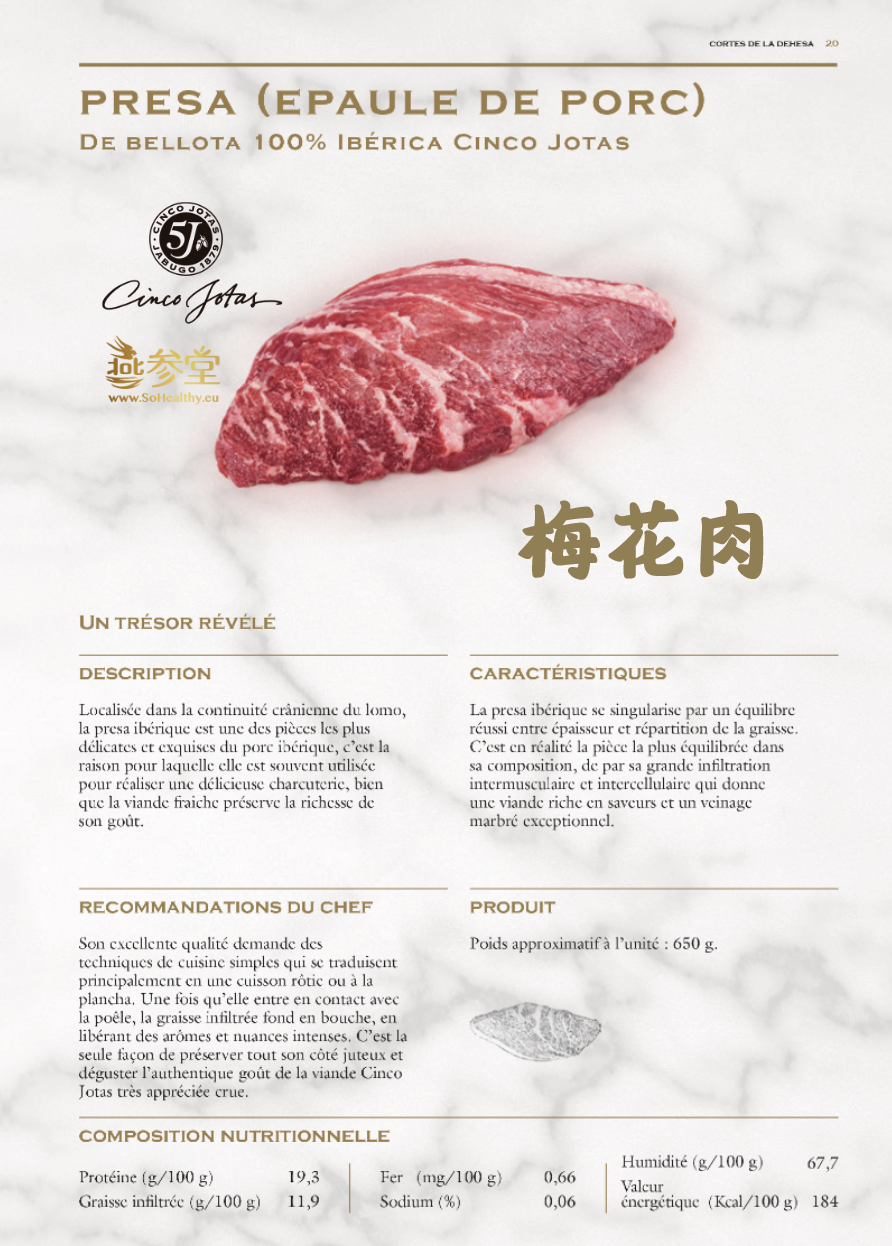 CORTES DE LA DEHESA 20
PRESA (EPAULE DE PORC)
DE BELLOTA 100% IBÉRICA CINCO JOTAS
CINCO JOTAS
5J
JABUGO 1879
Cinco Jotas
燕参堂
www.SoHealthy.eu
梅花肉
UN TRÉSOR RÉVÉLÉ
DESCRIPTION
Localisée dans la continuité crânienne du lomo,
la presa ibérique est une des pièces les plus
délicates et exquises du porc ibérique, c’est la
raison pour laquelle elle est souvent utilisée
pour réaliser une délicieuse charcuterie, bien
que la viande fraiche préserve la richesse de
son goût.
CARACTÉRISTIQUES
La presa ibérique se singularise par un équilibre
réussi entre épaisseur et répartition de la graisse.
C’est en réalité la pièce la plus équilibrée dans
sa composition, de par sa grande infiltration
intermusculaire et intercellulaire qui donne
une viande riche en saveurs et un veinage
marbré exceptionnel.
RECOMMANDATIONS DU CHEF
Son excellente qualité demande des
techniques de cuisine simples qui se traduisent
principalement en une cuisson rôtie ou à la
plancha. Une fois qu’elle entre en contact avec
la poêle, la graisse infiltrée fond en bouche, en
libérant des arômes et nuances intenses. C’est la
seule façon de préserver tout son côté juteux et
déguster l’authentique goût de la viande Cinco
Jotas très appréciée crue.
PRODUIT
Poids approximatif à l’unité : 650 g.
COMPOSITION NUTRITIONNELLE
Protéine (g/100 g) 19,3
Graisse infiltrée (g/100 g) 11,9
Fer (mg/100 g) 0,66
Sodium (%) 0,06
Humidité (g/100 g) 67,7
Valeur
énergétique (Kcal/100 g) 184